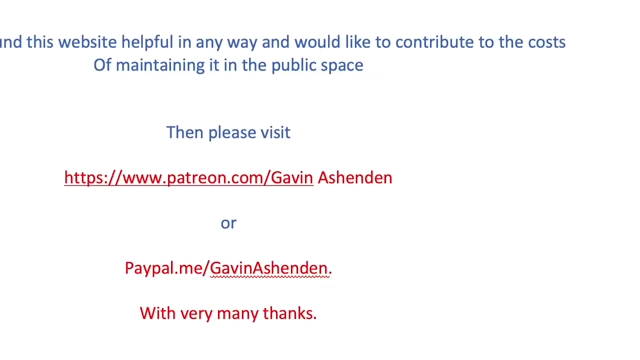 this website helpful in any way and would like to contribute to the costs
Of maintaining it in the public space
Then please visit
https://www.patreon.com/Gavin Ashenden
or
Paypal.me/GavinAshenden.
With very many thanks.